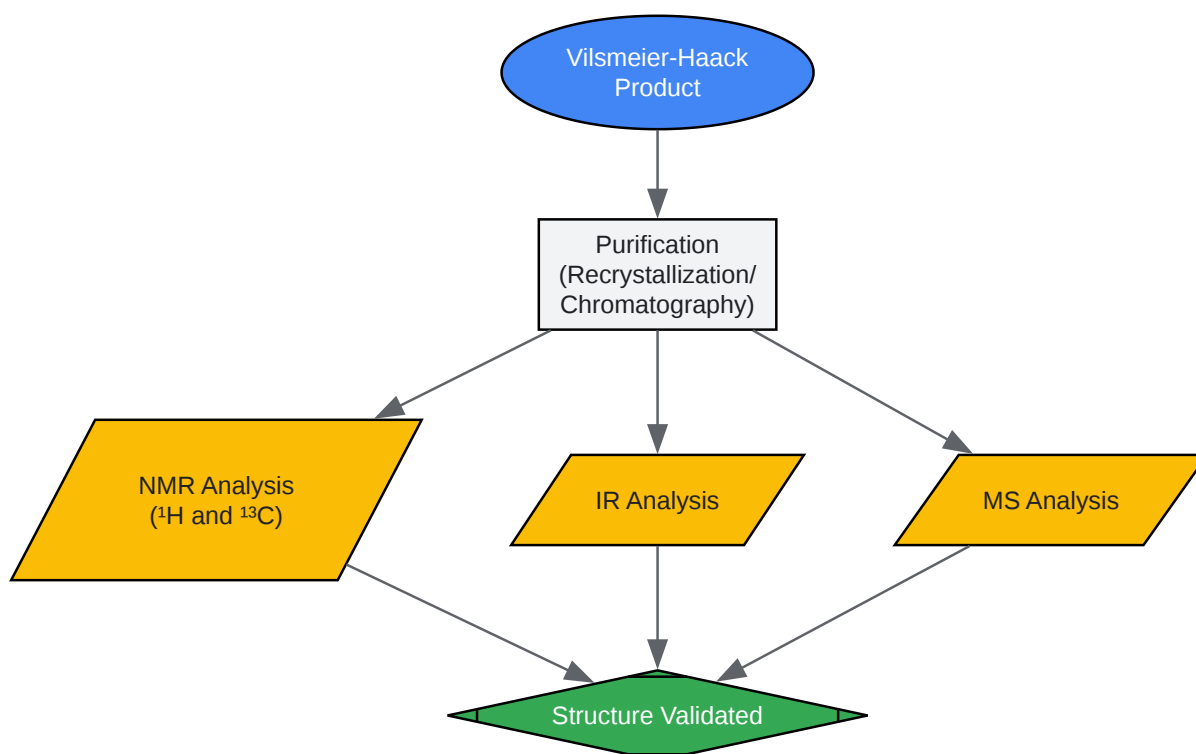 Vilsmeier-Haack
Product
Purification
(Recrystallization/
Chromatography)
NMR Analysis
(¹H and ¹³C)
IR Analysis
MS Analysis
Structure Validated